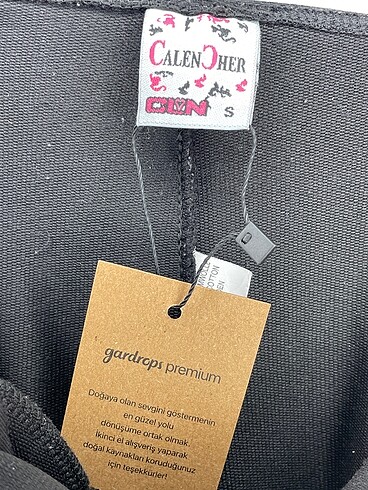 CALENCHER
CLN S
COTTON
gardrops premium
Doğaya olan sevgini göstermenin
en güzel yolu
dönüşüme ortak olmak.
İkinci el alışveriş yaparak
doğal kaynakları koruduğunuz
için teşekkürler!